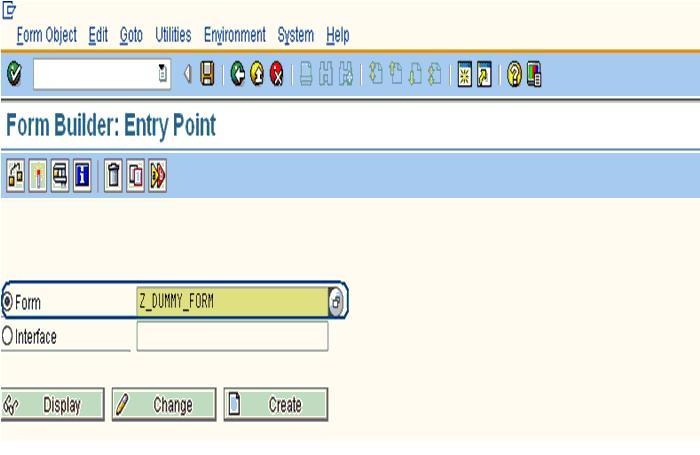 Form Object Edit Goto Utilities Environment System Help
Form Builder: Entry Point
Form Z_DUMMY_FORM
Interface
Display Change Create